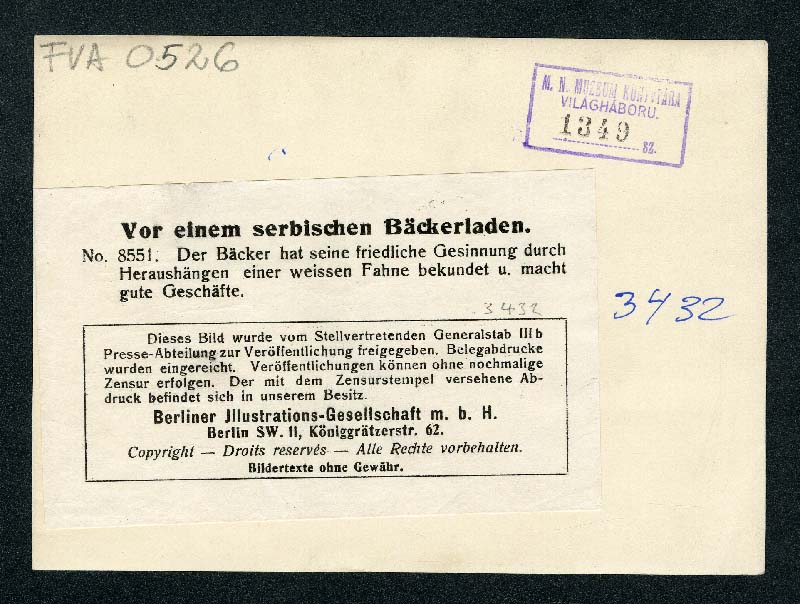 FVA 0526
M. N. MUZEUM KÖNYVTÁRA
VILÁGHÁBORU.
1349
SZ.
Vor einem serbischen Bäckerladen.
No. 8551. Der Bäcker hat seine friedliche Gesinnung durch
Heraushängen einer weissen Fahne bekundet u. macht
gute Geschäfte.
3432
3432
Dieses Bild wurde vom Stellvertretenden Generalstab III b
Presse-Abteilung zur Veröffentlichung freigegeben. Belegabdrucke
wurden eingereicht. Veröffentlichungen können ohne nochmalige
Zensur erfolgen. Der mit dem Zensurstempel versehene Ab-
druck befindet sich in unserem Besitz.
Berliner Jllustrations-Gesellschaft m. b. H.
Berlin SW. 11, Königgrätzerstr. 62.
Copyright — Droits reservés — Alle Rechte vorbehalten.
Bildertexte ohne Gewähr.